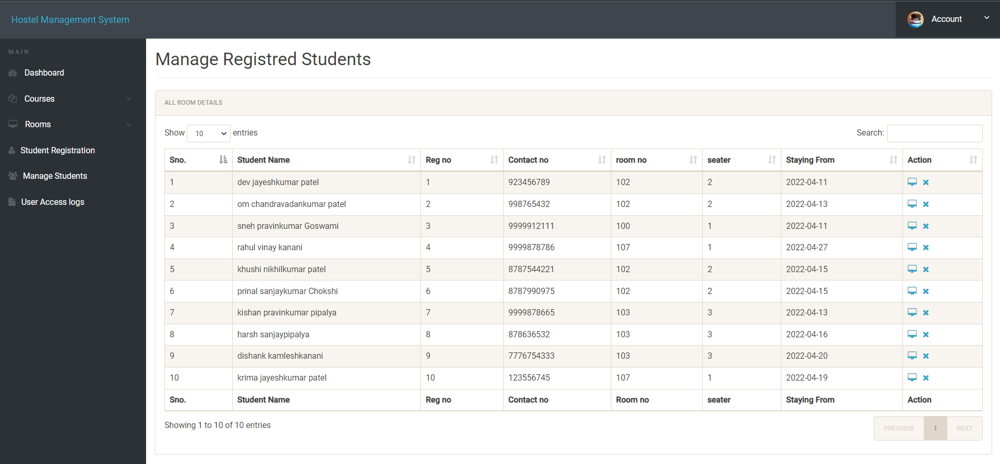 Hostel Management System
Account
MAIN
Dashboard
Courses
Rooms
Student Registration
Manage Students
User Access logs
Manage Registred Students
ALL ROOM DETAILS
Show 10 entries Search:
Sno. Student Name Reg no Contact no room no seater Staying From Action
1 dev jayeshkumar patel 1 923456789 102 2 2022-04-11
2 om chandravadankumar patel 2 998765432 102 2 2022-04-13
3 sneh pravinkumar Goswami 3 9999912111 100 1 2022-04-11
4 rahul vinay kanani 4 9999878786 107 1 2022-04-27
5 khushi nikhilkumar patel 5 8787544221 102 2 2022-04-15
6 prinal sanjaykumar Chokshi 6 8787990975 102 2 2022-04-15
7 kishan pravinkumar pipalya 7 9999878665 103 3 2022-04-13
8 harsh sanjaypipalya 8 878636532 103 3 2022-04-16
9 dishank kamleshkanani 9 7776754333 103 3 2022-04-20
10 krima jayeshkumar patel 10 123556745 107 1 2022-04-19
Sno. Student Name Reg no Contact no Room no seater Staying From Action
Showing 1 to 10 of 10 entries
PREVIOUS 1 NEXT